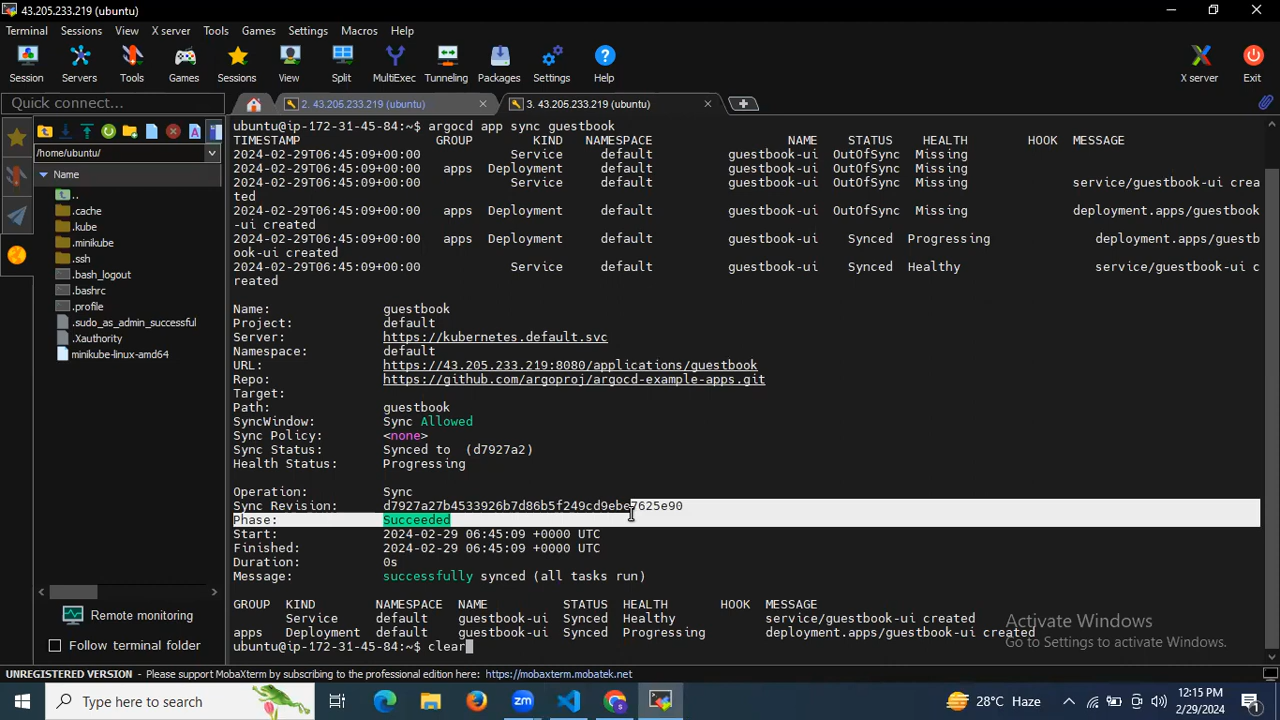 43.205.233.219 (ubuntu)
Terminal Sessions View X server Tools Games Settings Macros Help
Session Servers Tools Games Sessions View Split MultiExec Tunneling Packages Settings Help X server Exit
Quick connect...
2. 43.205.233.219 (ubuntu)
3. 43.205.233.219 (ubuntu)
/home/ubuntu/
Name
..
.cache
.kube
.minikube
.ssh
.bash_logout
.bashrc
.profile
.sudo_as_admin_successful
.Xauthority
minikube-linux-amd64
Remote monitoring
Follow terminal folder
ubuntu@ip-172-31-45-84:~$ argocd app sync guestbook
TIMESTAMP GROUP KIND NAMESPACE NAME STATUS HEALTH HOOK MESSAGE
2024-02-29T06:45:09+00:00 Service default guestbook-ui OutOfSync Missing
2024-02-29T06:45:09+00:00 apps Deployment default guestbook-ui OutOfSync Missing
2024-02-29T06:45:09+00:00 Service default guestbook-ui OutOfSync Missing service/guestbook-ui crea
ted
2024-02-29T06:45:09+00:00 apps Deployment default guestbook-ui OutOfSync Missing deployment.apps/guestbook
-ui created
2024-02-29T06:45:09+00:00 apps Deployment default guestbook-ui Synced Progressing deployment.apps/guestb
ook-ui created
2024-02-29T06:45:09+00:00 Service default guestbook-ui Synced Healthy service/guestbook-ui c
reated
Name: guestbook
Project: default
Server: https://kubernetes.default.svc
Namespace: default
URL: https://43.205.233.219:8080/applications/guestbook
Repo: https://github.com/argoproj/argocd-example-apps.git
Target:
Path: guestbook
SyncWindow: Sync Allowed
Sync Policy: <none>
Sync Status: Synced to (d7927a2)
Health Status: Progressing
Operation: Sync
Sync Revision: d7927a27b4533926b7d86b5f249cd9ebe7625e90
Phase: Succeeded
Start: 2024-02-29 06:45:09 +0000 UTC
Finished: 2024-02-29 06:45:09 +0000 UTC
Duration: 0s
Message: successfully synced (all tasks run)
GROUP KIND NAMESPACE NAME STATUS HEALTH HOOK MESSAGE
Service default guestbook-ui Synced Healthy service/guestbook-ui created
apps Deployment default guestbook-ui Synced Progressing deployment.apps/guestbook-ui created
ubuntu@ip-172-31-45-84:~$ clear
Activate Windows
Go to Settings to activate Windows.
UNREGISTERED VERSION - Please support MobaXterm by subscribing to the professional edition here: https://mobaxterm.mobatek.net
Type here to search
zm
28°C Haze
12:15 PM
2/29/2024
1